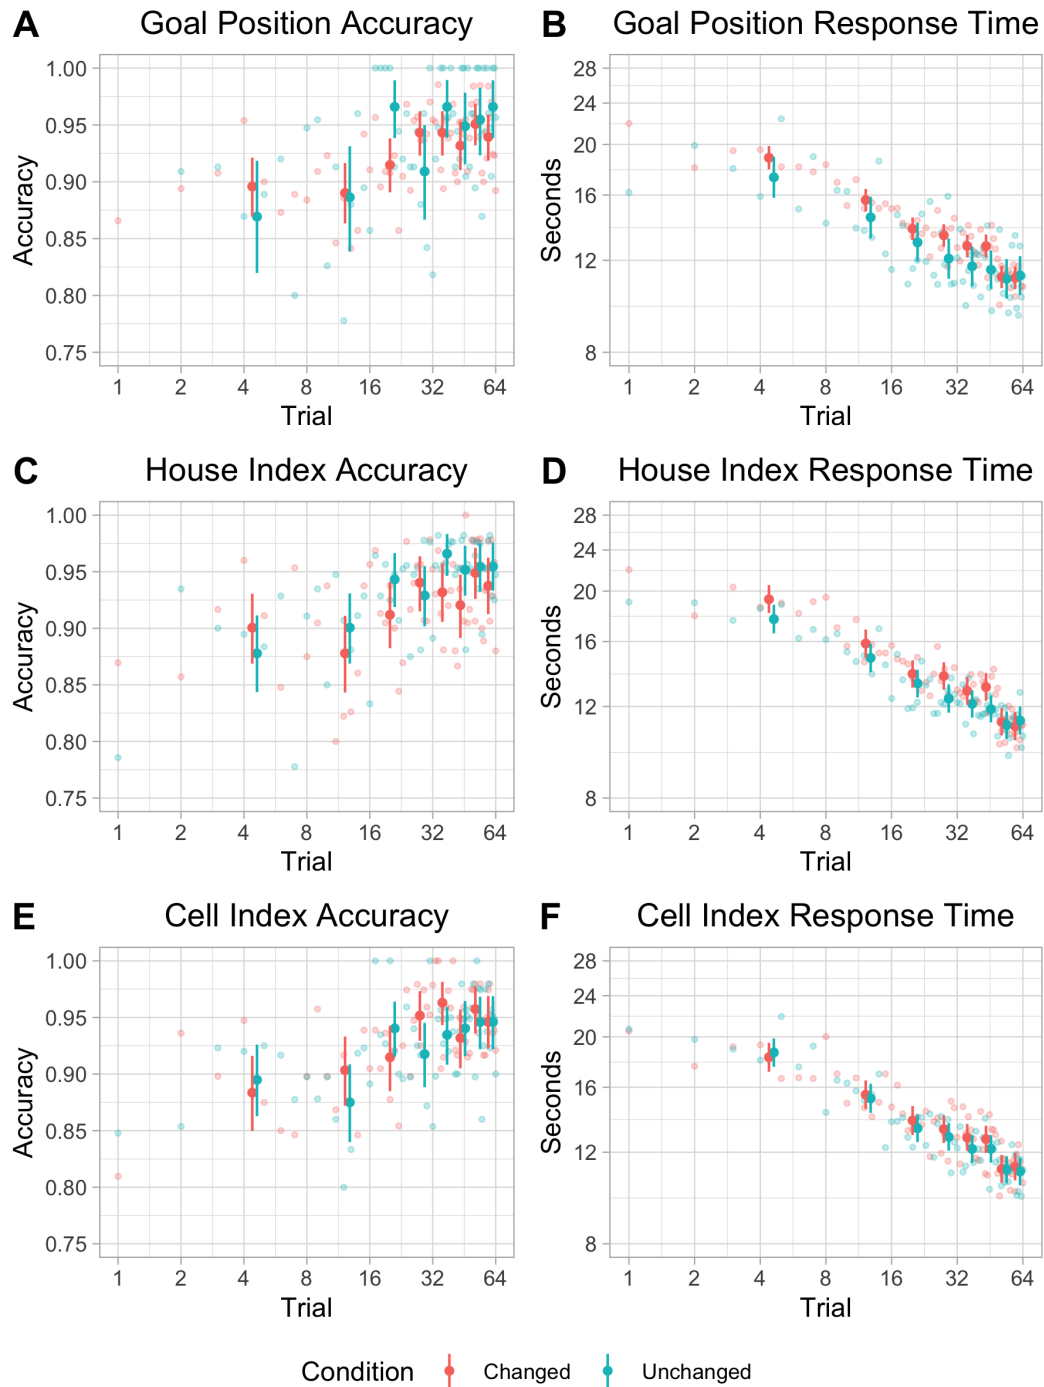 A Goal Position Accuracy
1.00
0.95
0.90
0.85
0.80
0.75
Accuracy
1 2 4 8 16 32 64
Trial
B Goal Position Response Time
28
24
20
16
12
8
Seconds
1 2 4 8 16 32 64
Trial
C House Index Accuracy
1.00
0.95
0.90
0.85
0.80
0.75
Accuracy
1 2 4 8 16 32 64
Trial
D House Index Response Time
28
24
20
16
12
8
Seconds
1 2 4 8 16 32 64
Trial
E Cell Index Accuracy
1.00
0.95
0.90
0.85
0.80
0.75
Accuracy
1 2 4 8 16 32 64
Trial
F Cell Index Response Time
28
24
20
16
12
8
Seconds
1 2 4 8 16 32 64
Trial
Condition Changed Unchanged